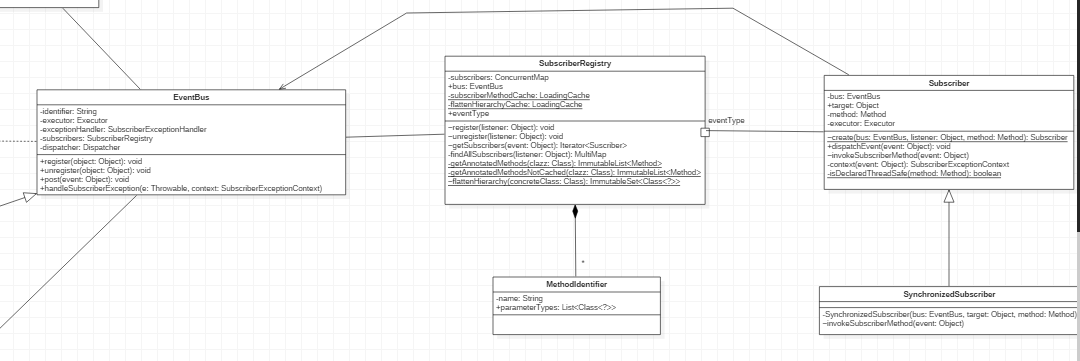 EventBus
-identifier: String
-executor: Executor
-exceptionHandler: SubscriberExceptionHandler
-subscribers: SubscriberRegistry
-dispatcher: Dispatcher
+register(object: Object): void
+unregister(object: Object): void
+post(event: Object): void
+handleSubscriberException(e: Throwable, context: SubscriberExceptionContext)
SubscriberRegistry
-subscribers: ConcurrentMap
+bus: EventBus
-subscriberMethodCache: LoadingCache
-flattenHierarchyCache: LoadingCache
+eventType
~register(listener: Object): void
~unregister(listener: Object): void
~getSubscribers(event: Object): Iterator<Suscriber>
-findAllSubscribers(listener: Object): MultiMap
-getAnnotatedMethods(clazz: Class): ImmutableList<Method>
-getAnnotatedMethodsNotCached(clazz: Class): ImmutableList<Method>
~flattenHierarchy(concreteClass: Class): ImmutableSet<Class<?>>
eventType
Subscriber
-bus: EventBus
+target: Object
-method: Method
-executor: Executor
~create(bus: EventBus, listener: Object, method: Method): Subscriber
+dispatchEvent(event: Object): void
~invokeSubscriberMethod(event: Object)
-context(event: Object): SubscriberExceptionContext
-isDeclaredThreadSafe(method: Method): boolean
*
MethodIdentifier
-name: String
+parameterTypes: List<Class<?>>
SynchronizedSubscriber
-SynchronizedSubscriber(bus: EventBus, target: Object, method: Method)
~invokeSubscriberMethod(event: Object)